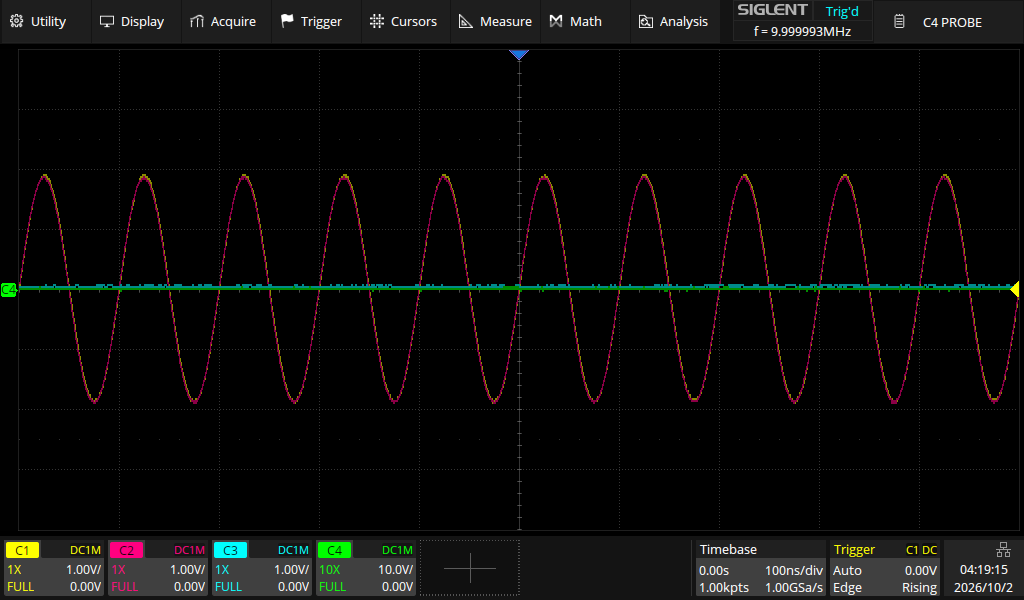 Utility Display Acquire Trigger Cursors Measure Math Analysis SIGLENT Trig'd C4 PROBE
f = 9.999993MHz
C4
C1 DC1M C2 DC1M C3 DC1M C4 DC1M Timebase Trigger C1 DC
1X 1.00V/ 1X 1.00V/ 1X 1.00V/ 10X 10.0V/ 0.00s 100ns/div Auto 0.00V 04:19:15
FULL 0.00V FULL 0.00V FULL 0.00V FULL 0.00V 1.00kpts 1.00GSa/s Edge Rising 2026/10/2